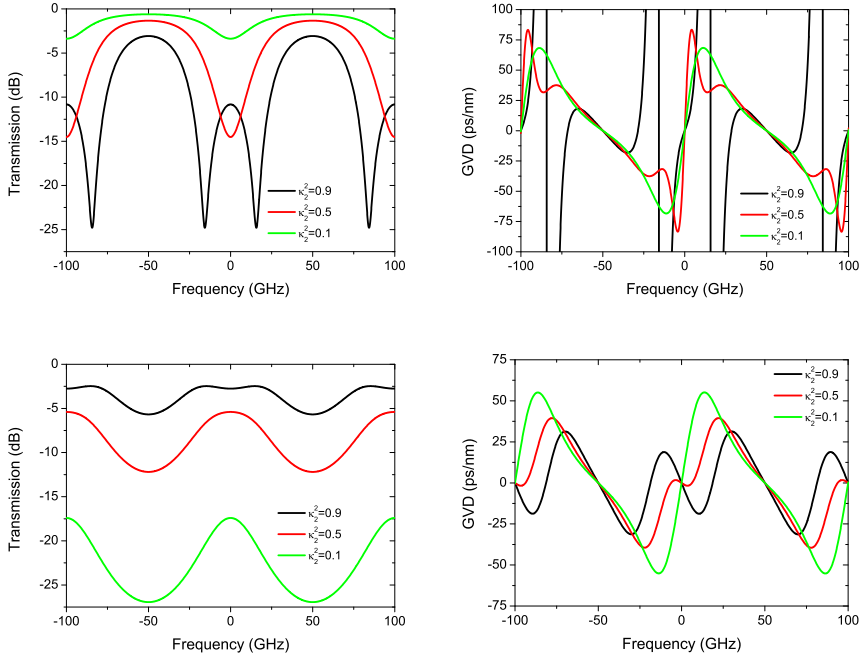 0
-5
-10
-15
-20
-25
Transmission (dB)
κ₂²=0.9
κ₂²=0.5
κ₂²=0.1
-100 -50 0 50 100
Frequency (GHz)
100
75
50
25
0
-25
-50
-75
-100
GVD (ps/nm)
κ₂²=0.9
κ₂²=0.5
κ₂²=0.1
-100 -50 0 50 100
Frequency (GHz)
0
-5
-10
-15
-20
-25
Transmission (dB)
κ₂²=0.9
κ₂²=0.5
κ₂²=0.1
-100 -50 0 50 100
Frequency (GHz)
75
50
25
0
-25
-50
-75
GVD (ps/nm)
κ₂²=0.9
κ₂²=0.5
κ₂²=0.1
-100 -50 0 50 100
Frequency (GHz)